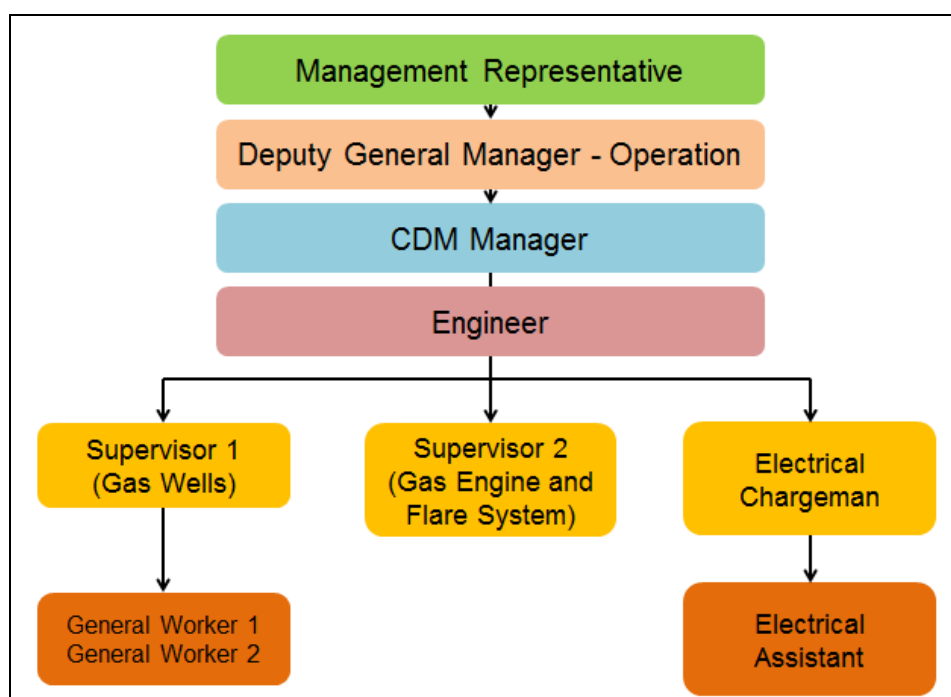 Management Representative
Deputy General Manager - Operation
CDM Manager
Engineer
Supervisor 1
(Gas Wells)
Supervisor 2
(Gas Engine and
Flare System)
Electrical
Chargeman
General Worker 1
General Worker 2
Electrical
Assistant